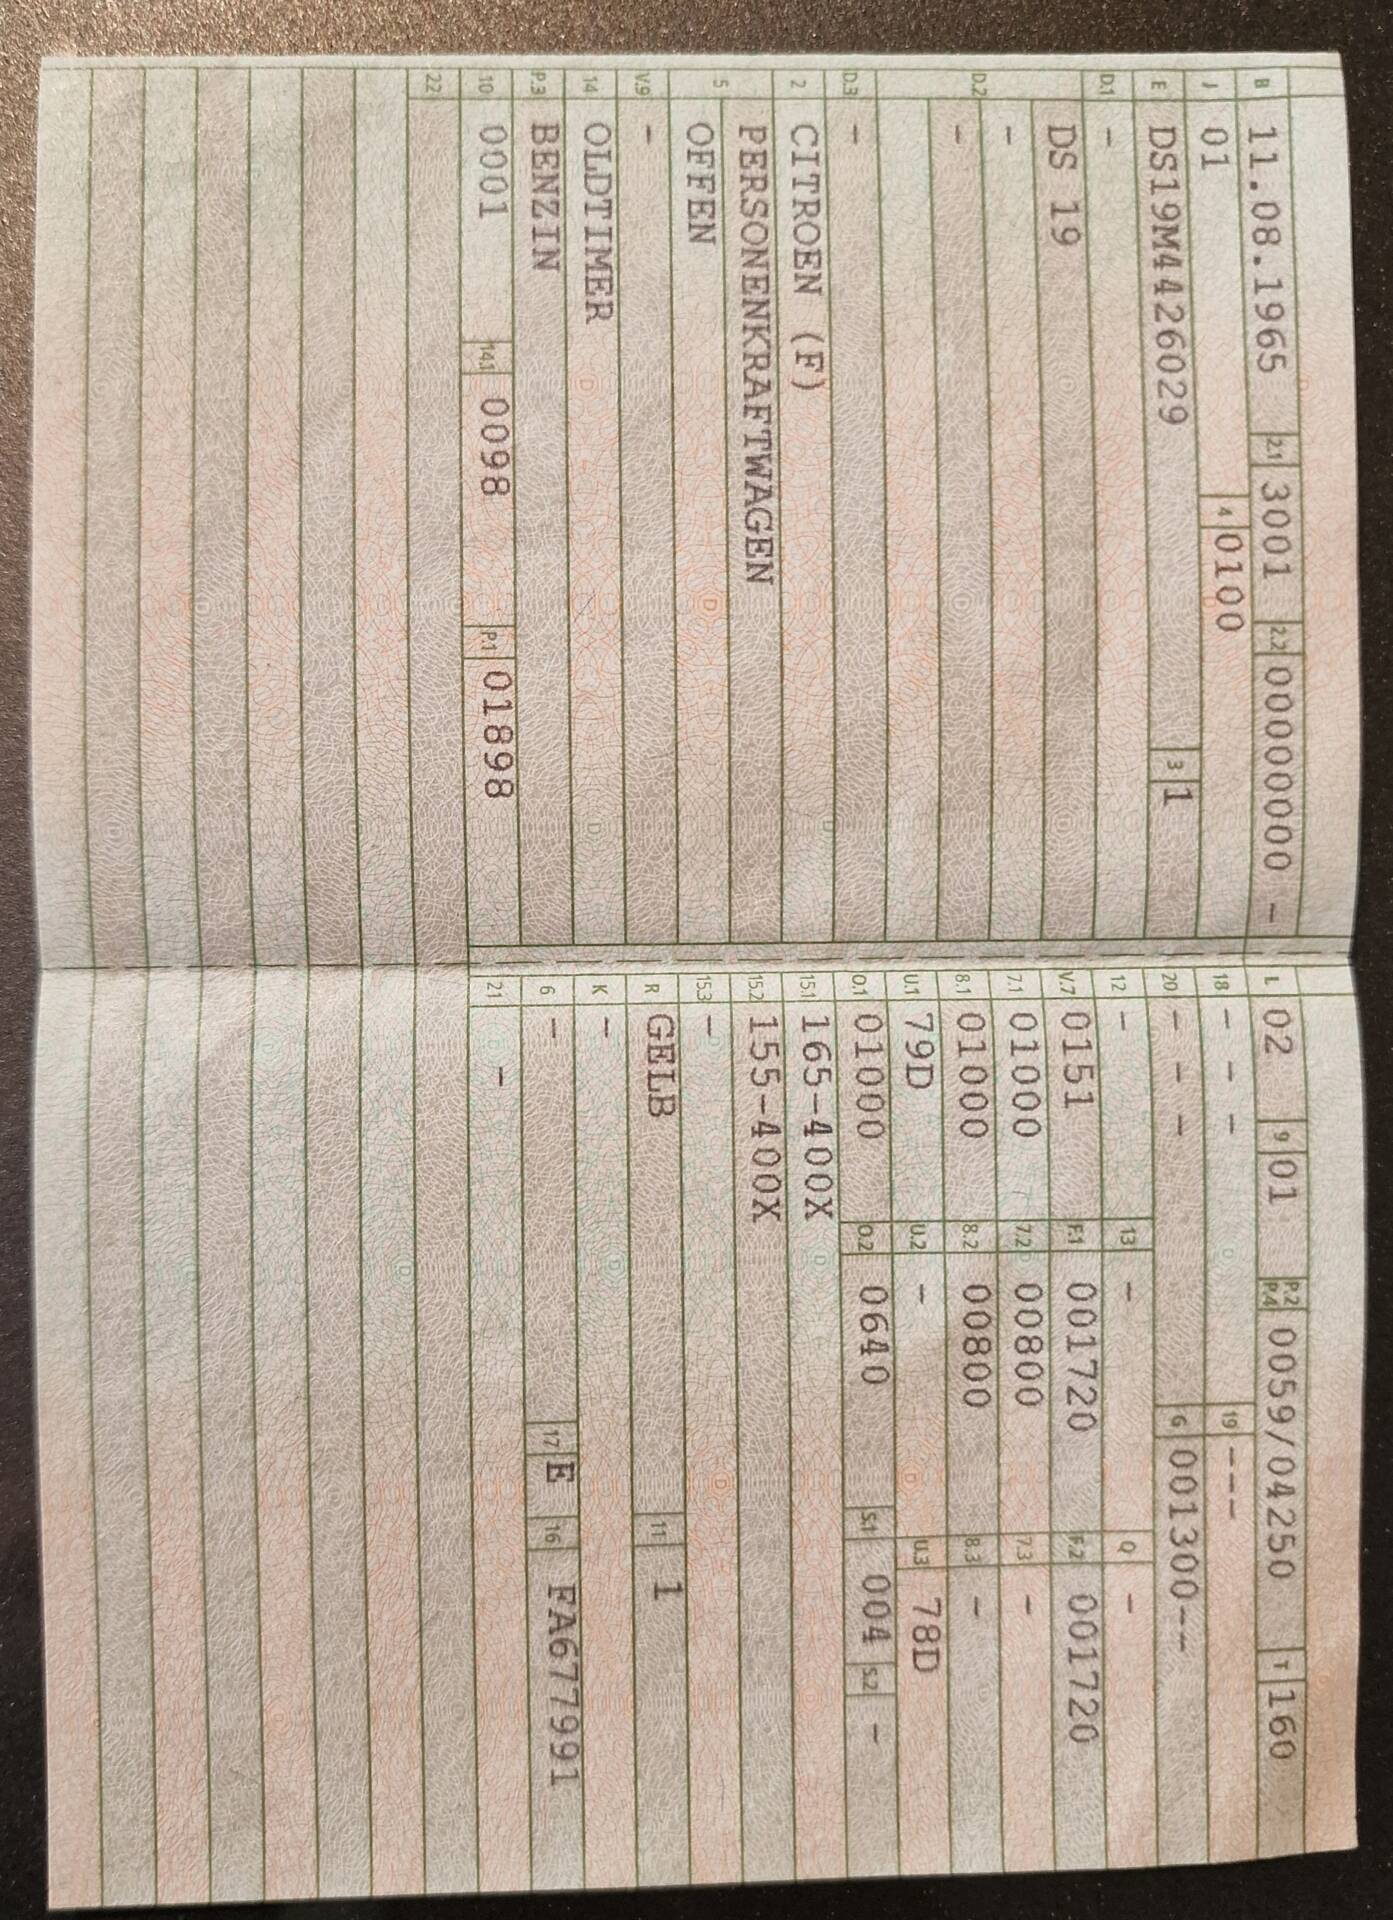 B 11.08.1965 2.1 3001 2.2 00000000 -
J 01 4 0100
E DS19M4426029 3 1
D.1 -
DS 19
D.2 -
-
D.3 -
2 CITROEN (F)
5 PERSONENKRAFTWAGEN
OFFEN
V.9 -
14 OLDTIMER
P.3 BENZIN
10 0001 14.1 0098 P.1 01898
22
L 02 9 01 P.2 P.4 0059/04250 T 160
18 - - - 19 ---
20 - - - G 001300--
12 - 13 - Q -
V.7 0151 F.1 001720 F.2 001720
7.1 01000 7.2 00800 7.3 -
8.1 01000 8.2 00800 8.3 -
U.1 79D U.2 - U.3 78D
O.1 01000 O.2 0640 S.1 004 S.2 -
15.1 165-400X
15.2 155-400X
15.3 -
R GELB 11 1
K -
6 - 17 E 16 FA677991
21 -